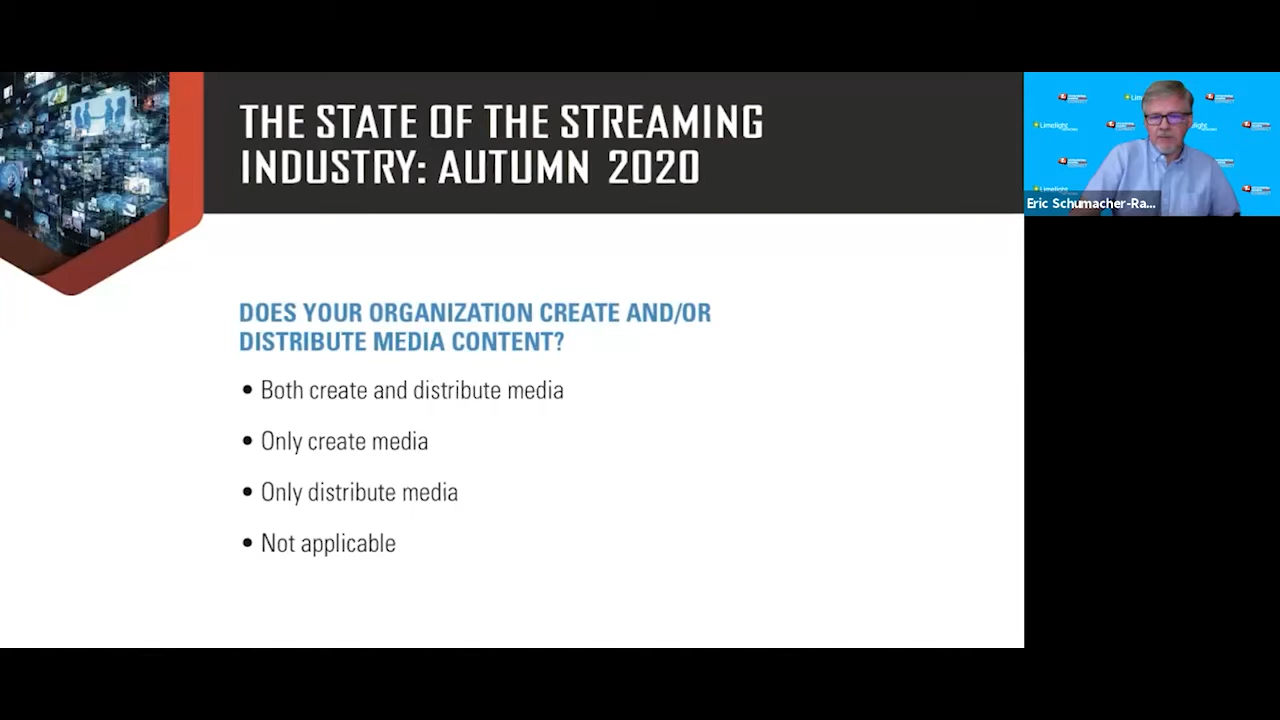 THE STATE OF THE STREAMING
INDUSTRY: AUTUMN 2020
DOES YOUR ORGANIZATION CREATE AND/OR
DISTRIBUTE MEDIA CONTENT?
• Both create and distribute media
• Only create media
• Only distribute media
• Not applicable
Limelight
Eric Schumacher-Ra...